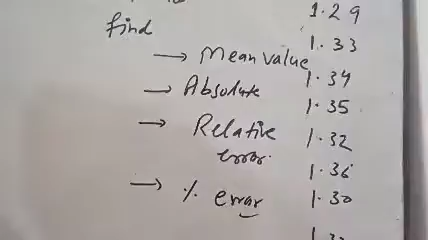 find
→ Mean value
→ Absolute
→ Relative
error.
→ % error
1.29
1.33
1.34
1.35
1.32
1.36
1.30